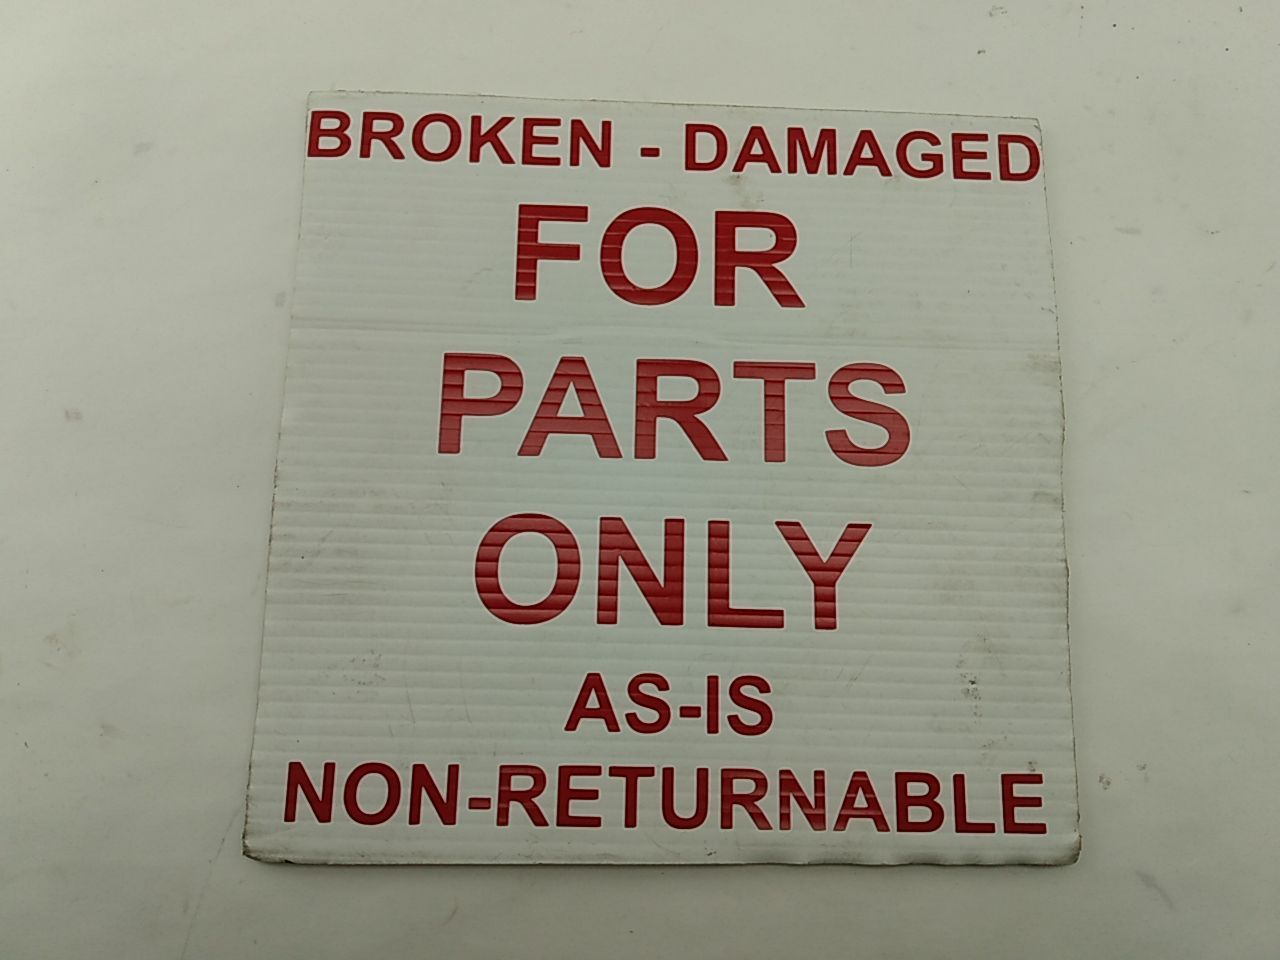 BROKEN - DAMAGED
FOR
PARTS
ONLY
AS-IS
NON-RETURNABLE